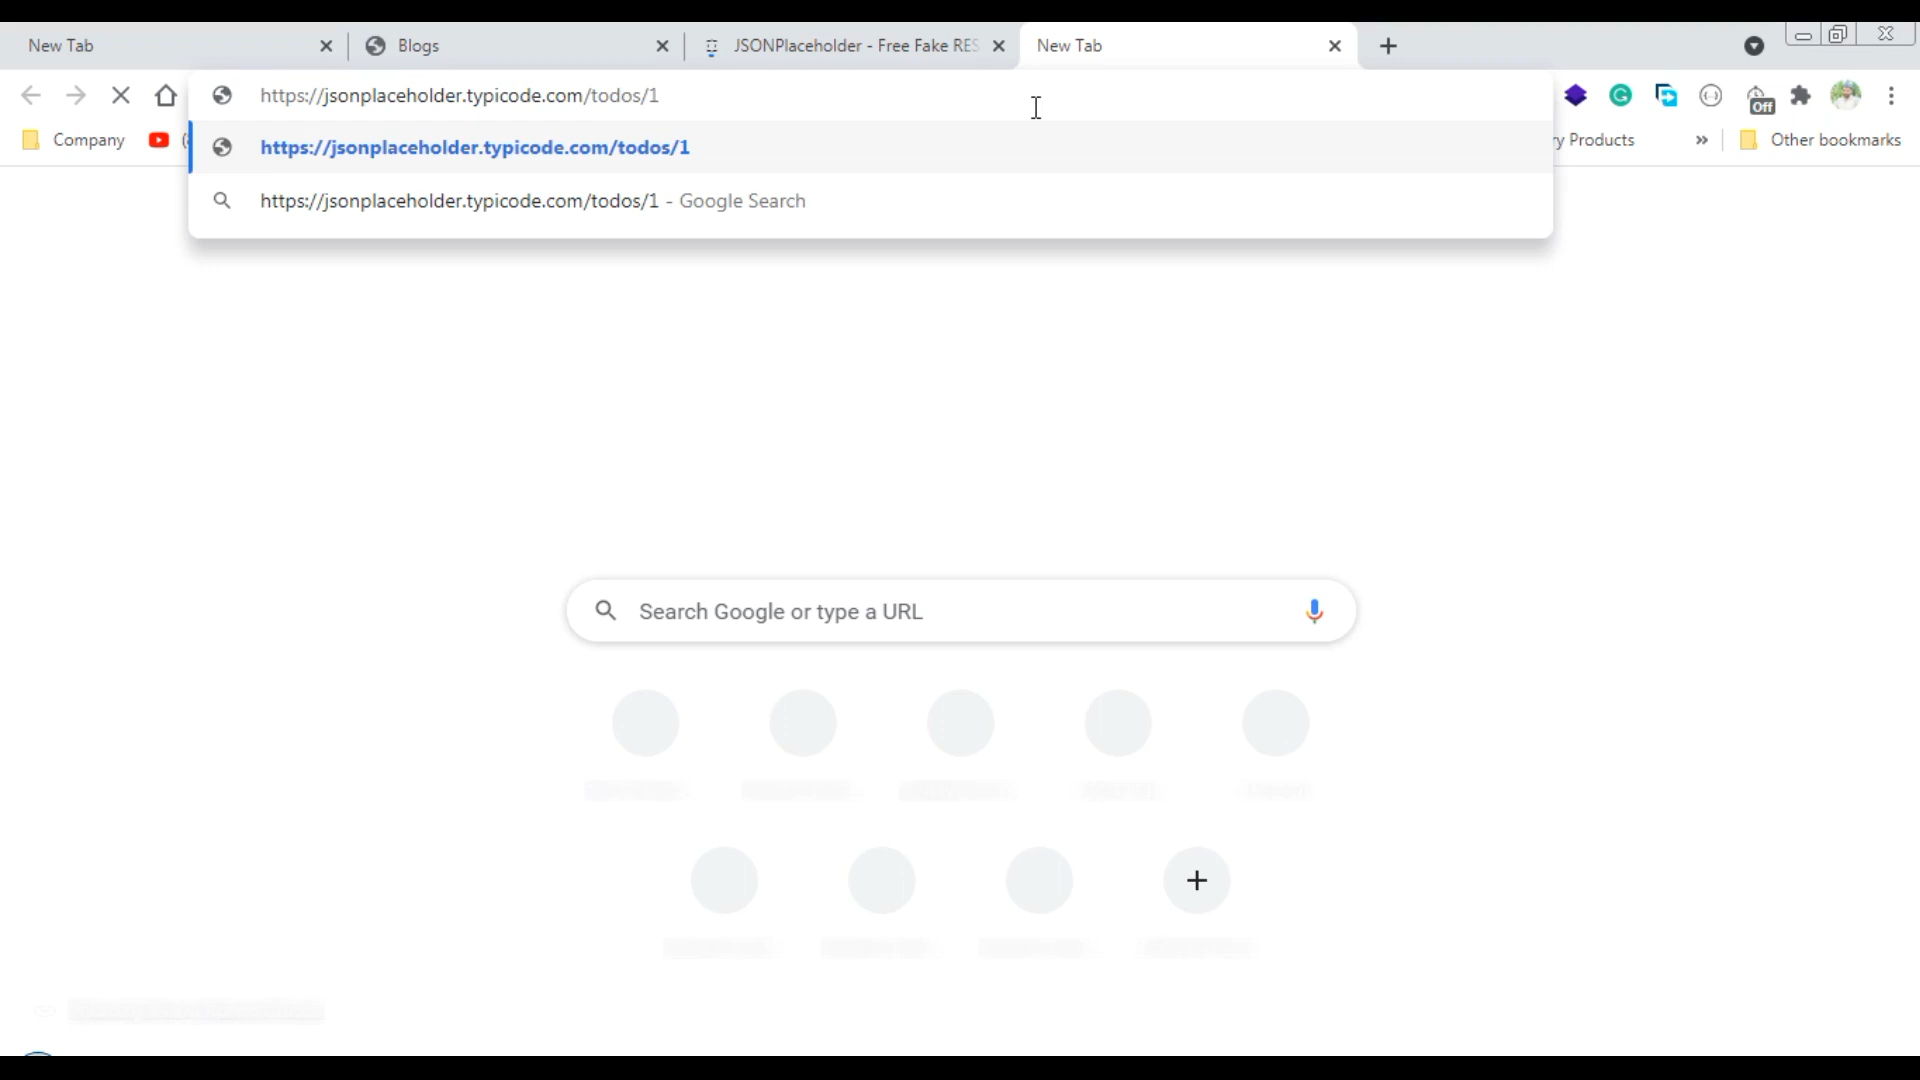 New Tab
Blogs
JSONPlaceholder - Free Fake RES
New Tab
https://jsonplaceholder.typicode.com/todos/1
Off
Company
https://jsonplaceholder.typicode.com/todos/1
ry Products
Other bookmarks
https://jsonplaceholder.typicode.com/todos/1 - Google Search
Search Google or type a URL